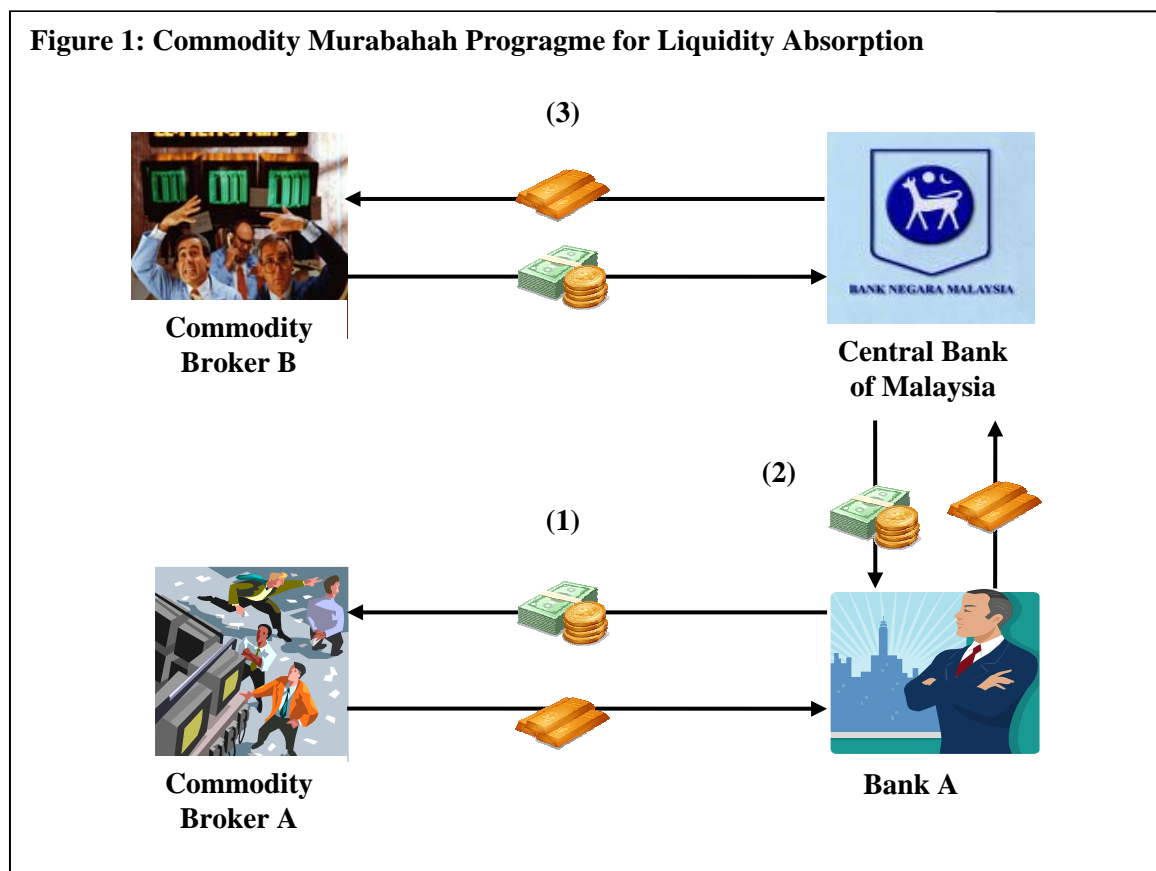 Figure 1: Commodity Murabahah Progragme for Liquidity Absorption
(3)
BANK NEGARA MALAYSIA
Commodity
Broker B
Central Bank
of Malaysia
(2)
(1)
Commodity
Broker A
Bank A